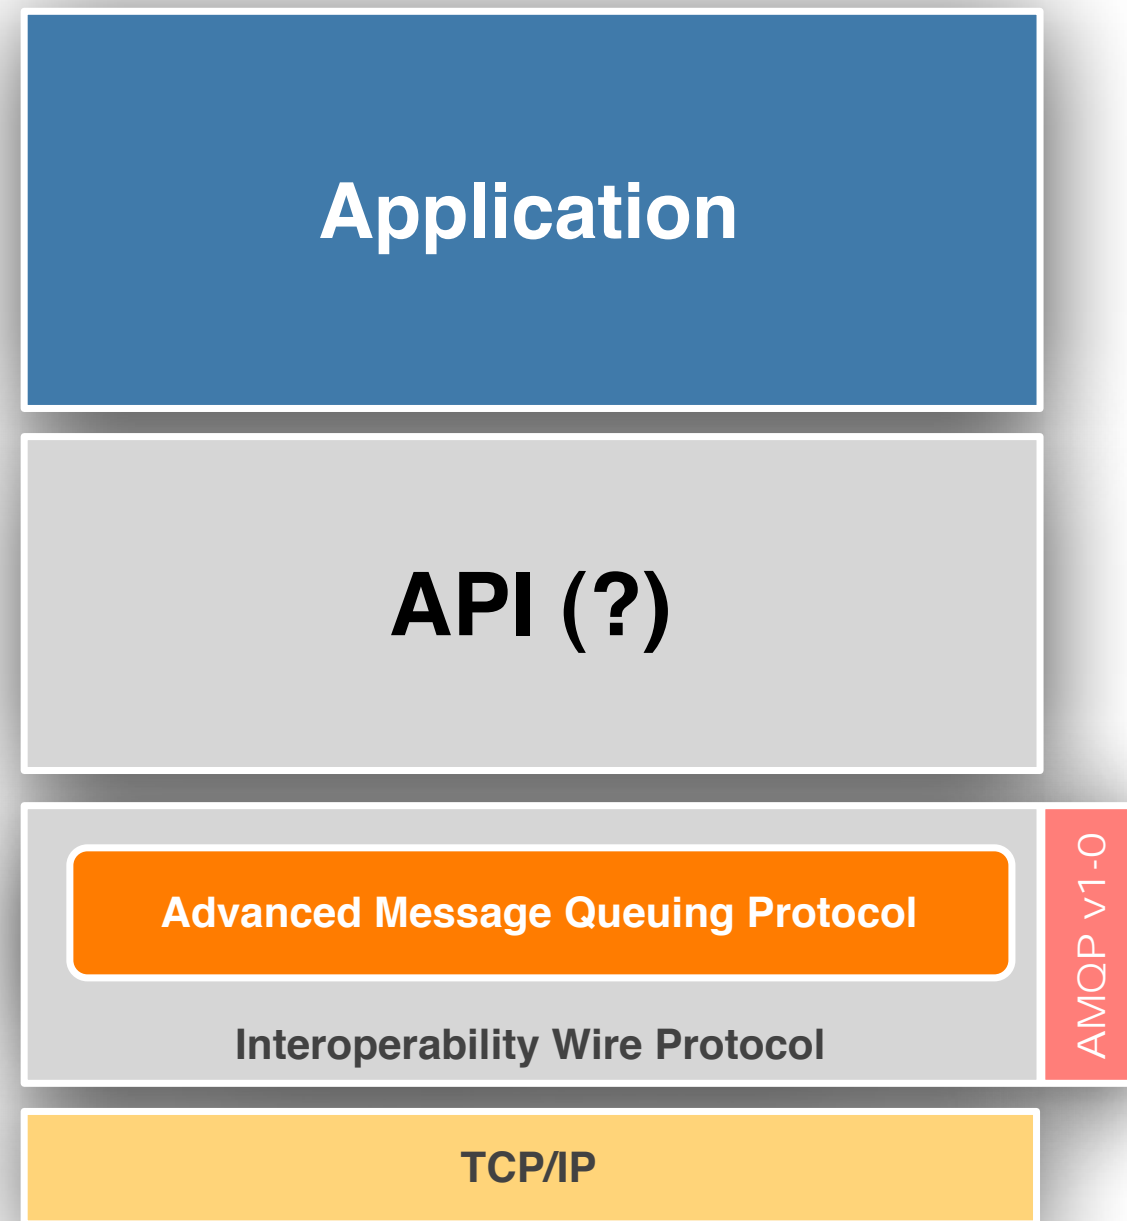 Application
API (?)
Advanced Message Queuing Protocol
Interoperability Wire Protocol
AMQP v1-0
TCP/IP